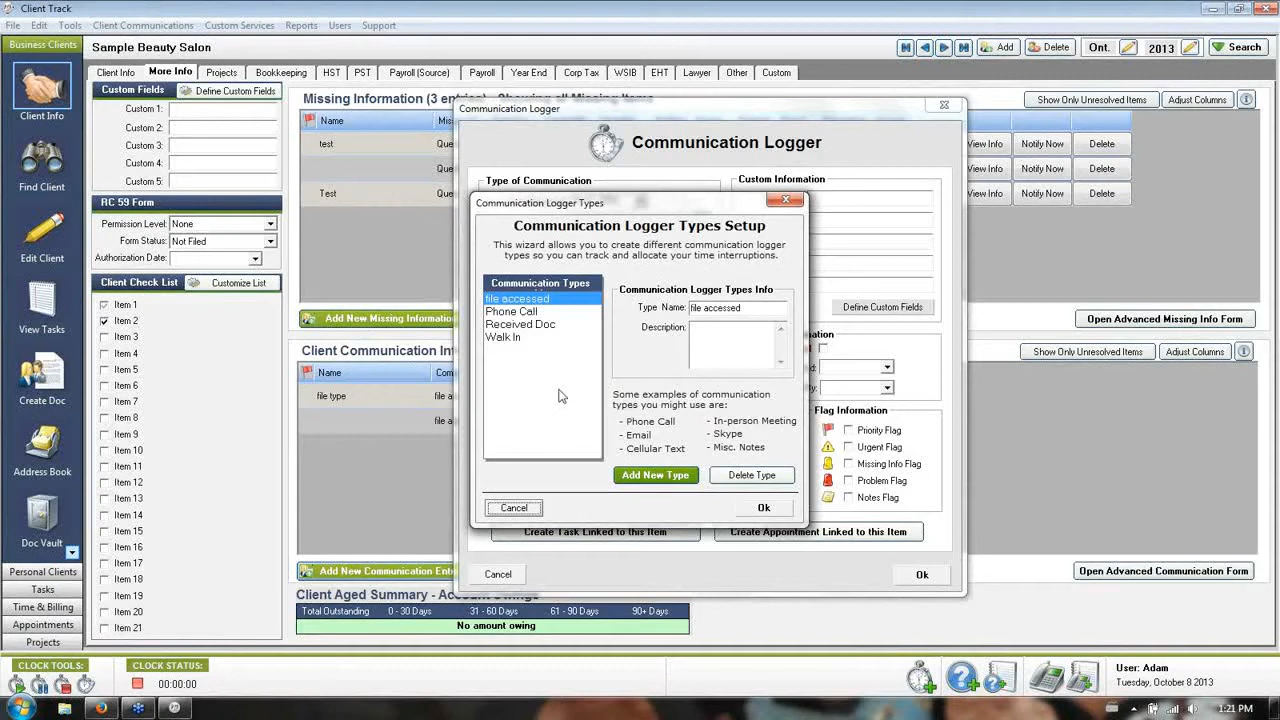 Client Track
File Edit Tools Client Communications Custom Services Reports Users Support
Business Clients
Sample Beauty Salon
Add Delete Ont. 2013 Search
Client Info More Info Projects Bookkeeping HST PST Payroll (Source) Payroll Year End Corp Tax WSIB EHT Lawyer Other Custom
Client Info
Find Client
Edit Client
View Tasks
Create Doc
Address Book
Doc Vault
Personal Clients
Tasks
Time & Billing
Appointments
Projects
Custom Fields Define Custom Fields
Custom 1:
Custom 2:
Custom 3:
Custom 4:
Custom 5:
RC 59 Form
Permission Level: None
Form Status: Not Filed
Authorization Date:
Client Check List Customize List
Item 1
Item 2
Item 3
Item 4
Item 5
Item 6
Item 7
Item 8
Item 9
Item 10
Item 11
Item 12
Item 13
Item 14
Item 15
Item 16
Item 17
Item 18
Item 19
Item 20
Item 21
Missing Information (3 entries) - Showing all Missing Items
Show Only Unresolved Items Adjust Columns
Name
test Que View Info Notify Now Delete
Que View Info Notify Now Delete
Test Que View Info Notify Now Delete
Add New Missing Information
Open Advanced Missing Info Form
Client Communication In
Show Only Unresolved Items Adjust Columns
Name Com
file type file a
file a
Add New Communication Ent
Open Advanced Communication Form
Client Aged Summary - Account Owings
Total Outstanding 0 - 30 Days 31 - 60 Days 61 - 90 Days 90+ Days
No amount owing
Communication Logger
Communication Logger
Type of Communication
Custom Information
Define Custom Fields
Flag Information
Priority Flag
Urgent Flag
Missing Info Flag
Problem Flag
Notes Flag
Create Task Linked to this Item Create Appointment Linked to this Item
Cancel Ok
Communication Logger Types
Communication Logger Types Setup
This wizard allows you to create different communication logger
types so you can track and allocate your time interruptions.
Communication Types
file accessed
Phone Call
Received Doc
Walk In
Communication Logger Types Info
Type Name: file accessed
Description:
Some examples of communication
types you might use are:
- Phone Call - In-person Meeting
- Email - Skype
- Cellular Text - Misc. Notes
Add New Type Delete Type
Cancel Ok
CLOCK TOOLS: CLOCK STATUS:
00:00:00
User: Adam
Tuesday, October 8 2013
1:21 PM